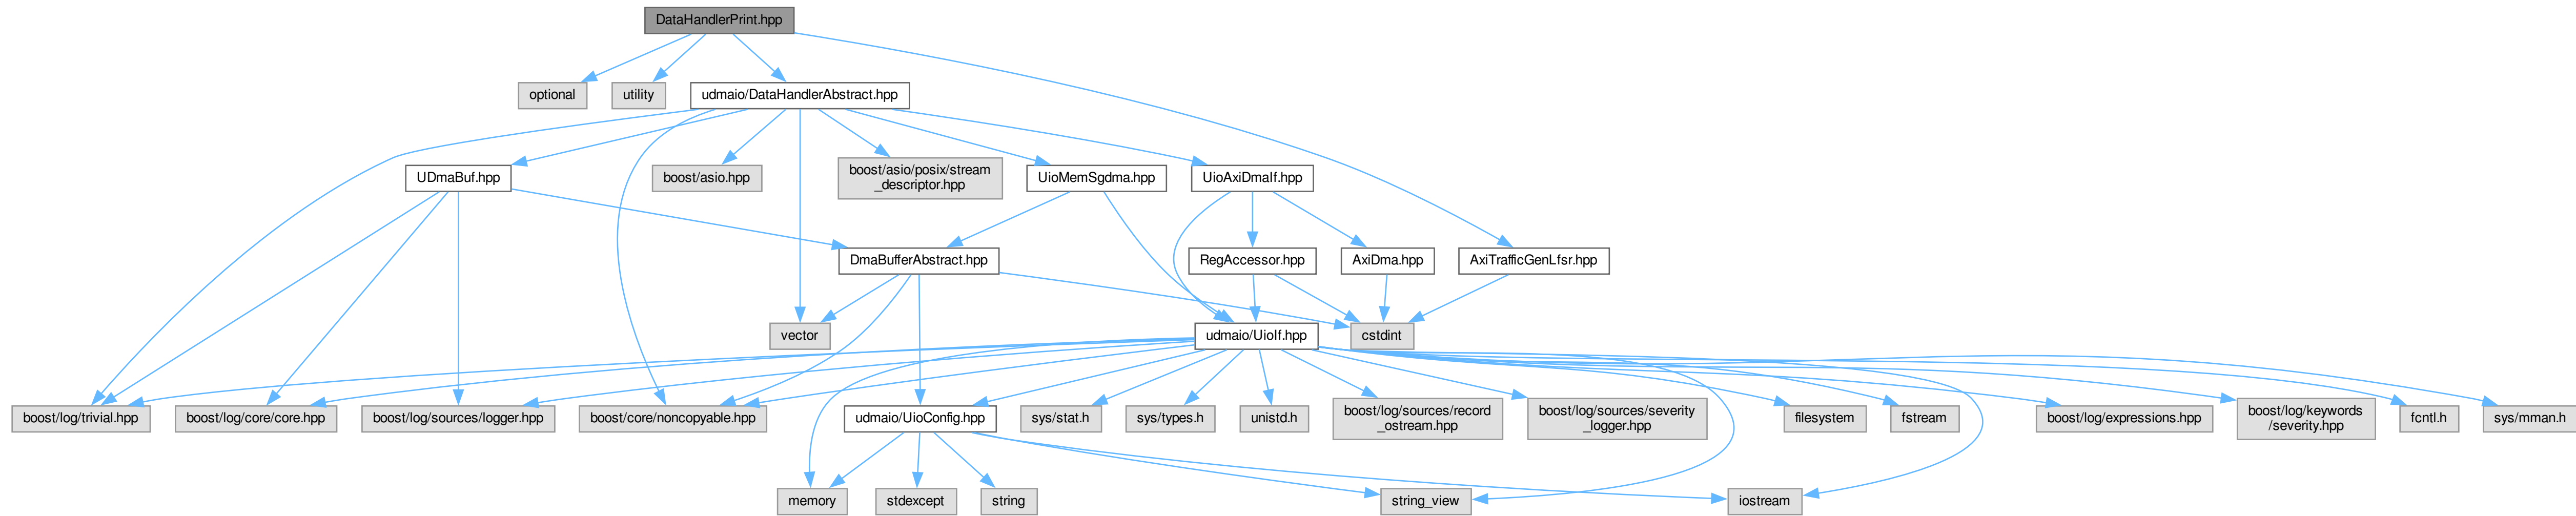 DataHandlerPrint.hpp
optional
utility
udmaio/DataHandlerAbstract.hpp
UDmaBuf.hpp
boost/asio.hpp
boost/asio/posix/stream
_descriptor.hpp
UioMemSgdma.hpp
UioAxiDmaIf.hpp
DmaBufferAbstract.hpp
RegAccessor.hpp
AxiDma.hpp
AxiTrafficGenLfsr.hpp
vector
udmaio/UioIf.hpp
cstdint
boost/log/trivial.hpp
boost/log/core/core.hpp
boost/log/sources/logger.hpp
boost/core/noncopyable.hpp
udmaio/UioConfig.hpp
sys/stat.h
sys/types.h
unistd.h
boost/log/sources/record
_ostream.hpp
boost/log/sources/severity
_logger.hpp
filesystem
fstream
boost/log/expressions.hpp
boost/log/keywords
/severity.hpp
fcntl.h
sys/mman.h
memory
stdexcept
string
string_view
iostream